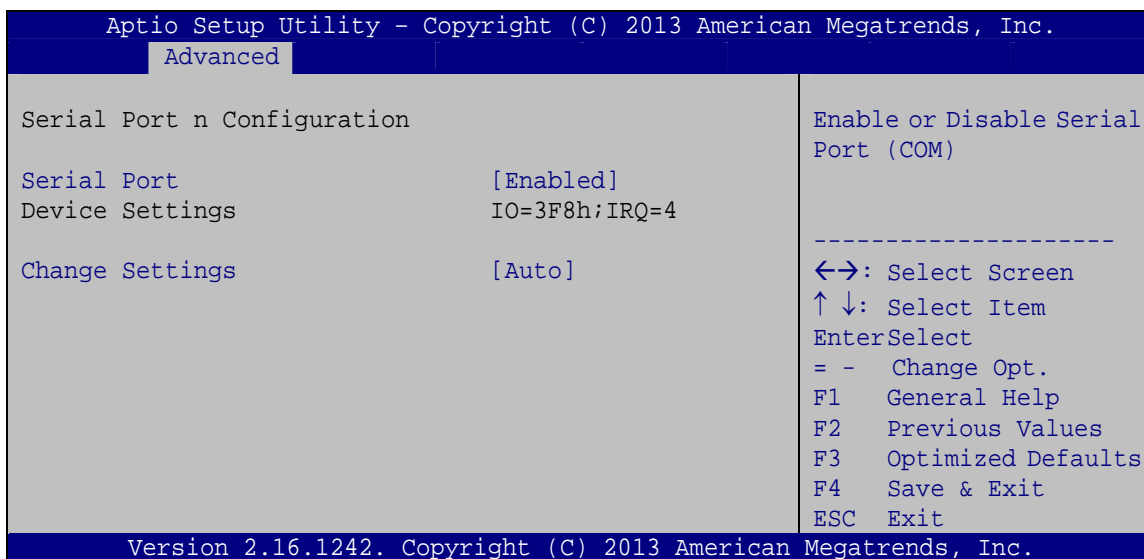 Aptio Setup Utility – Copyright (C) 2013 American Megatrends, Inc.
Advanced
Serial Port n Configuration
Serial Port [Enabled]
Device Settings IO=3F8h;IRQ=4
Change Settings [Auto]
Enable or Disable Serial
Port (COM)
---------------------
←→: Select Screen
↑ ↓: Select Item
EnterSelect
= - Change Opt.
F1 General Help
F2 Previous Values
F3 Optimized Defaults
F4 Save & Exit
ESC Exit
Version 2.16.1242. Copyright (C) 2013 American Megatrends, Inc.